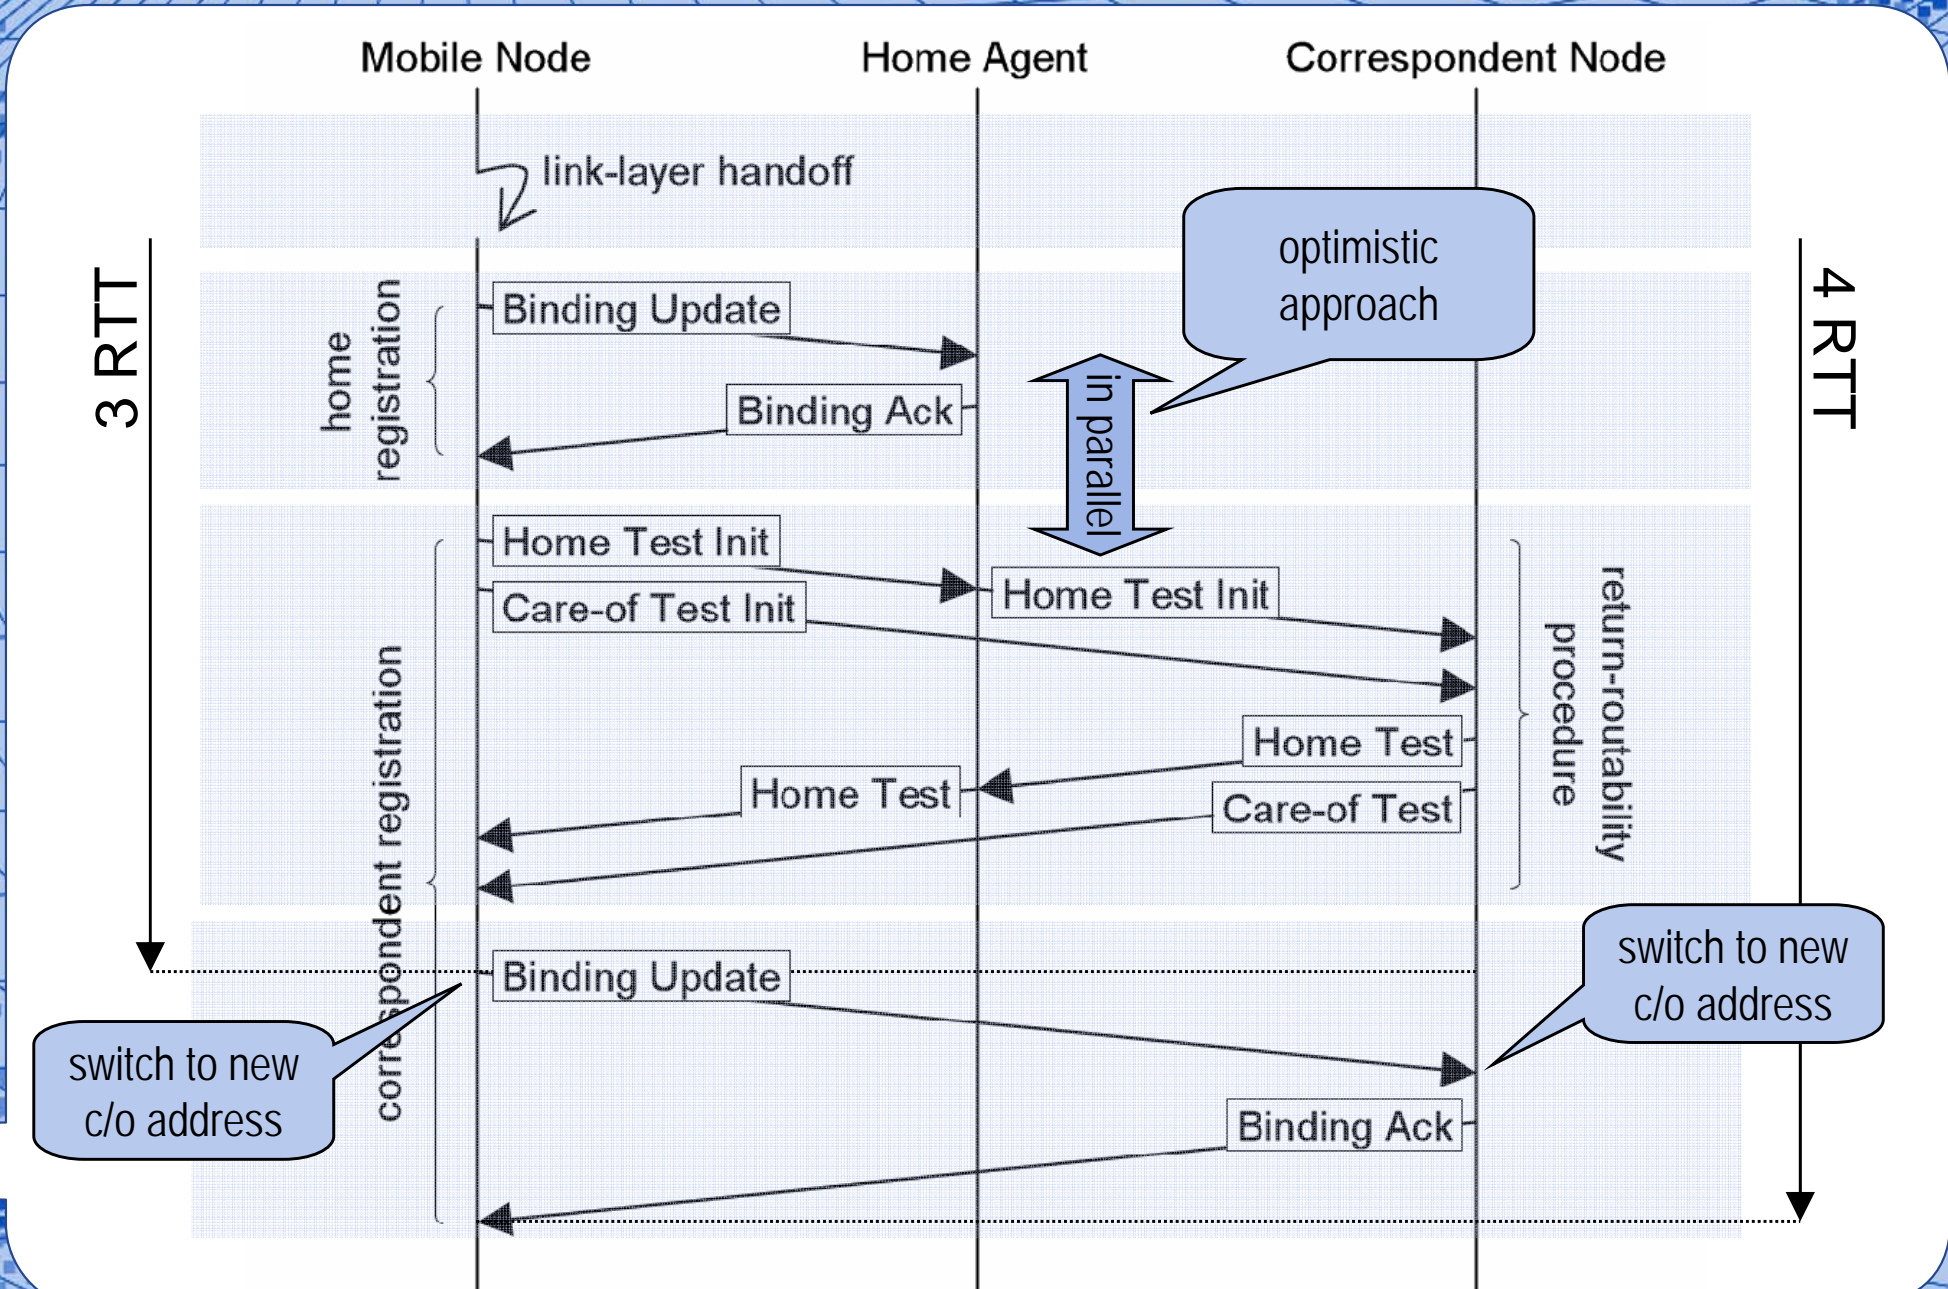 Mobile Node
Home Agent
Correspondent Node
link-layer handoff
optimistic
approach
3 RTT
4 RTT
home
registration
Binding Update
Binding Ack
in parallel
Home Test Init
Home Test Init
Care-of Test Init
return-routability
procedure
correspondent registration
Home Test
Home Test
Care-of Test
switch to new
c/o address
Binding Update
switch to new
c/o address
Binding Ack